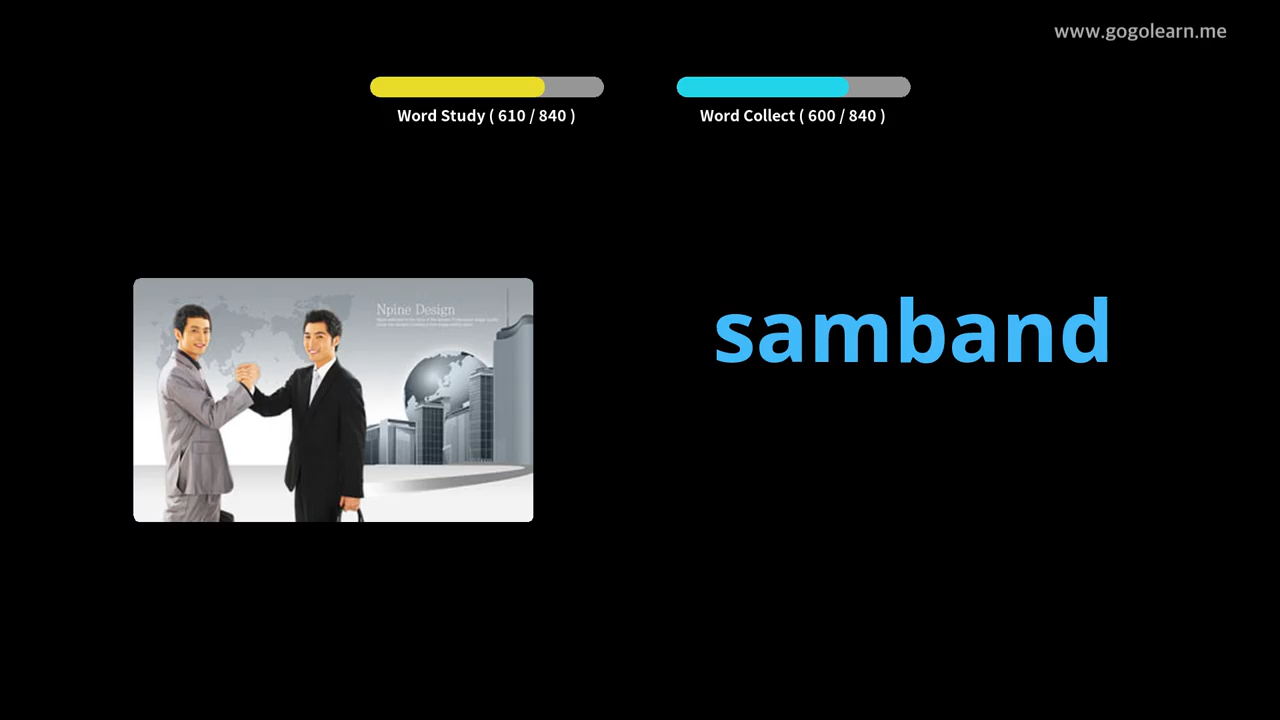 www.gogolearn.me
Word Study ( 610 / 840 )
Word Collect ( 600 / 840 )
Npine Design
samband